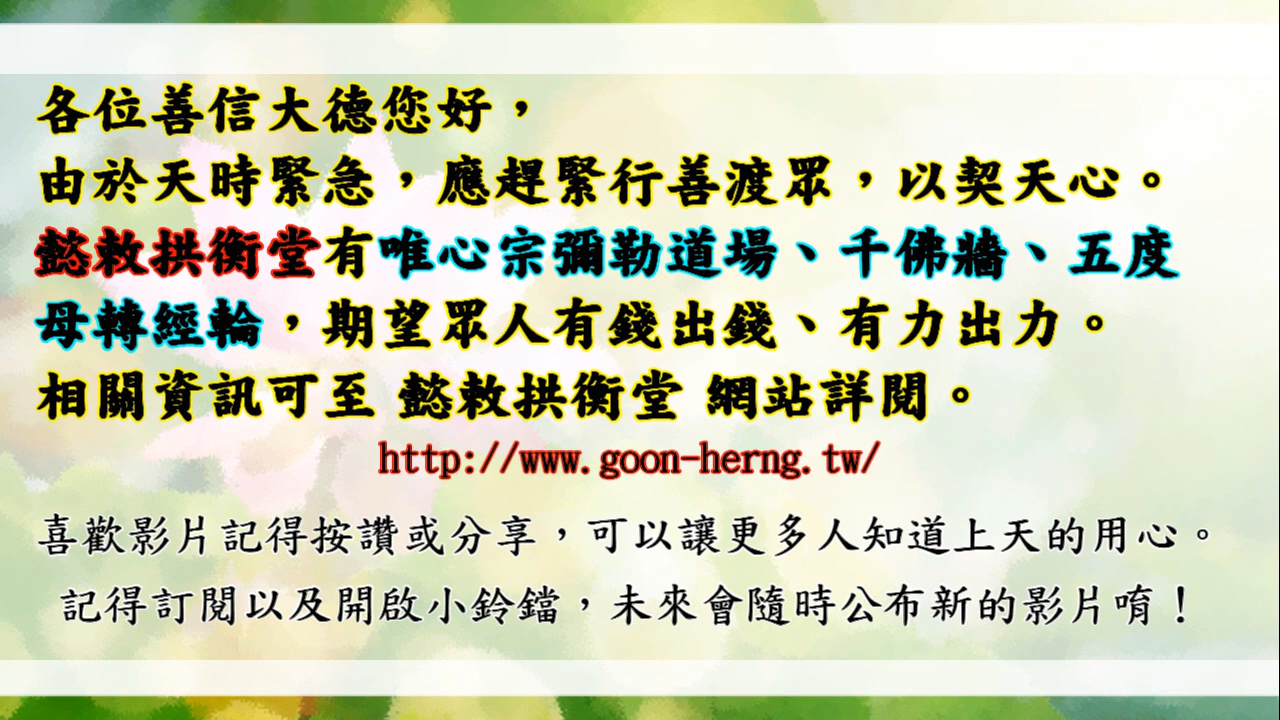 各位善信大德您好，
由於天時緊急，應趕緊行善渡眾，以契天心。
懿敕拱衡堂有唯心宗彌勒道場、千佛牆、五度
母轉經輪，期望眾人有錢出錢、有力出力。
相關資訊可至 懿敕拱衡堂 網站詳閱。
http://www.goon-herng.tw/
喜歡影片記得按讚或分享，可以讓更多人知道上天的用心。
記得訂閱以及開啟小鈴鐺，未來會隨時公布新的影片唷！